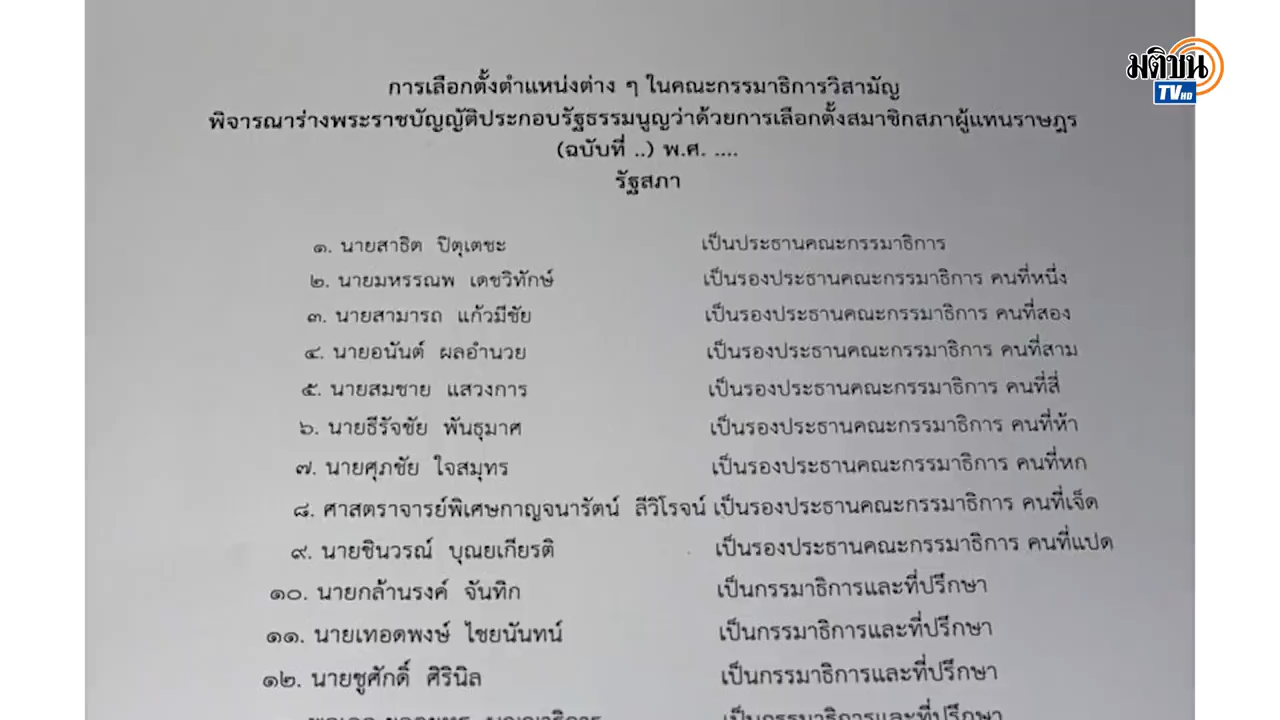 มติชน
TV HD
การเลือกตั้งตำแหน่งต่าง ๆ ในคณะกรรมาธิการวิสามัญ
พิจารณาร่างพระราชบัญญัติประกอบรัฐธรรมนูญว่าด้วยการเลือกตั้งสมาชิกสภาผู้แทนราษฎร
(ฉบับที่ ..) พ.ศ. ....
รัฐสภา
๑. นายสาธิต ปิตุเตชะ เป็นประธานคณะกรรมาธิการ
๒. นายมหรรณพ เดชวิทักษ์ เป็นรองประธานคณะกรรมาธิการ คนที่หนึ่ง
๓. นายสามารถ แก้วมีชัย เป็นรองประธานคณะกรรมาธิการ คนที่สอง
๔. นายอนันต์ ผลอำนวย เป็นรองประธานคณะกรรมาธิการ คนที่สาม
๕. นายสมชาย แสวงการ เป็นรองประธานคณะกรรมาธิการ คนที่สี่
๖. นายธีรัจชัย พันธุมาศ เป็นรองประธานคณะกรรมาธิการ คนที่ห้า
๗. นายศุภชัย ใจสมุทร เป็นรองประธานคณะกรรมาธิการ คนที่หก
๘. ศาสตราจารย์พิเศษกาญจนารัตน์ ลีวิโรจน์ เป็นรองประธานคณะกรรมาธิการ คนที่เจ็ด
๙. นายชินวรณ์ บุณยเกียรติ เป็นรองประธานคณะกรรมาธิการ คนที่แปด
๑๐. นายกล้านรงค์ จันทิก เป็นกรรมาธิการและที่ปรึกษา
๑๑. นายเทอดพงษ์ ไชยนันทน์ เป็นกรรมาธิการและที่ปรึกษา
๑๒. นายชูศักดิ์ ศิรินิล เป็นกรรมาธิการและที่ปรึกษา
เป็นกรรมาธิการและที่ปรึกษา